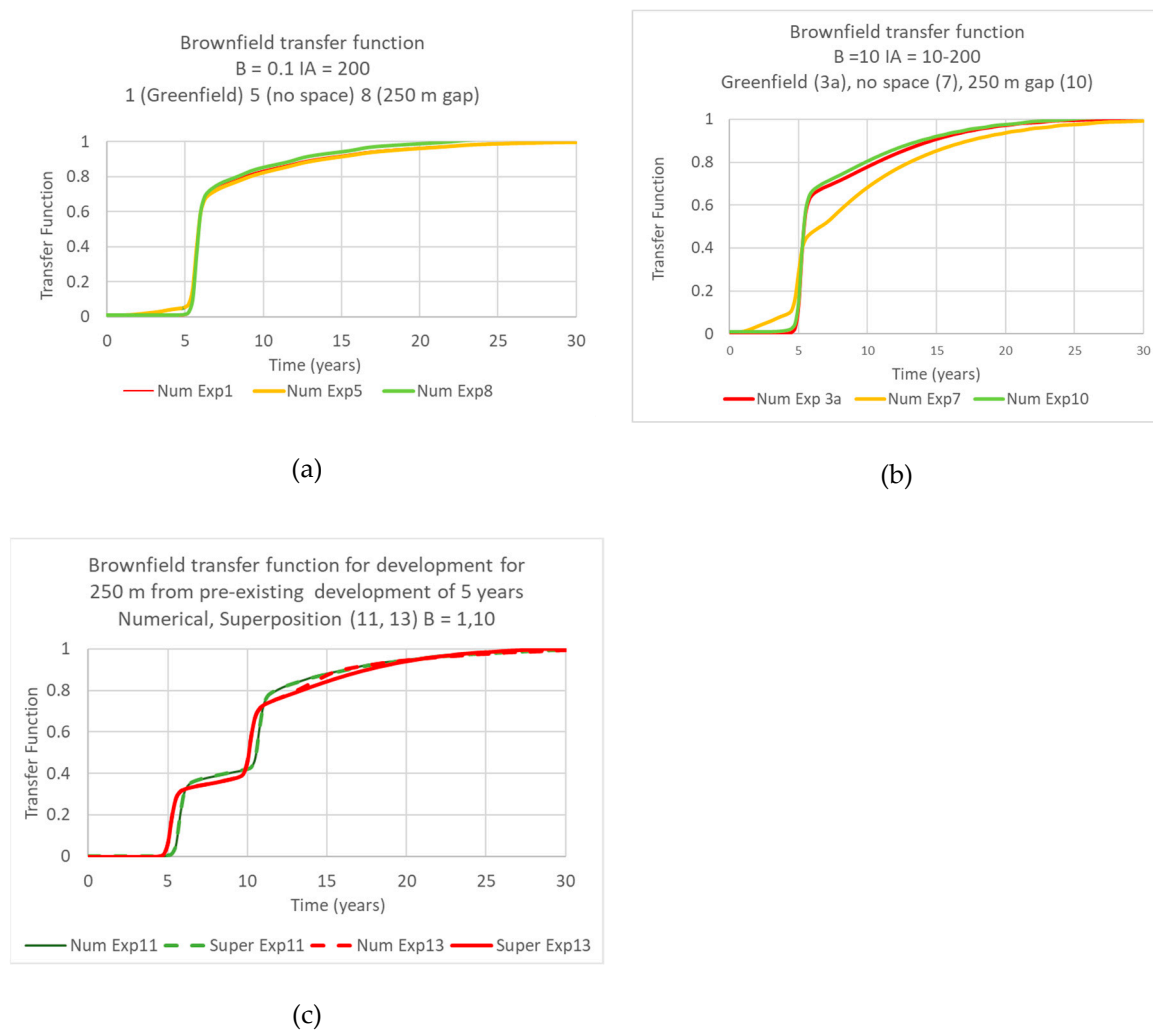 Brownfield transfer function
B = 0.1 IA = 200
1 (Greenfield) 5 (no space) 8 (250 m gap)
Transfer Function
1
0.8
0.6
0.4
0.2
0
0 5 10 15 20 25 30
Time (years)
Num Exp1 Num Exp5 Num Exp8
(a)
Brownfield transfer function
B =10 IA = 10-200
Greenfield (3a), no space (7), 250 m gap (10)
Transfer Function
1
0.8
0.6
0.4
0.2
0
0 5 10 15 20 25 30
Time (years)
Num Exp 3a Num Exp7 Num Exp10
(b)
Brownfield transfer function for development for
250 m from pre-existing development of 5 years
Numerical, Superposition (11, 13) B = 1,10
Transfer Function
1
0.8
0.6
0.4
0.2
0
0 5 10 15 20 25 30
Time (years)
Num Exp11 Super Exp11 Num Exp13 Super Exp13
(c)